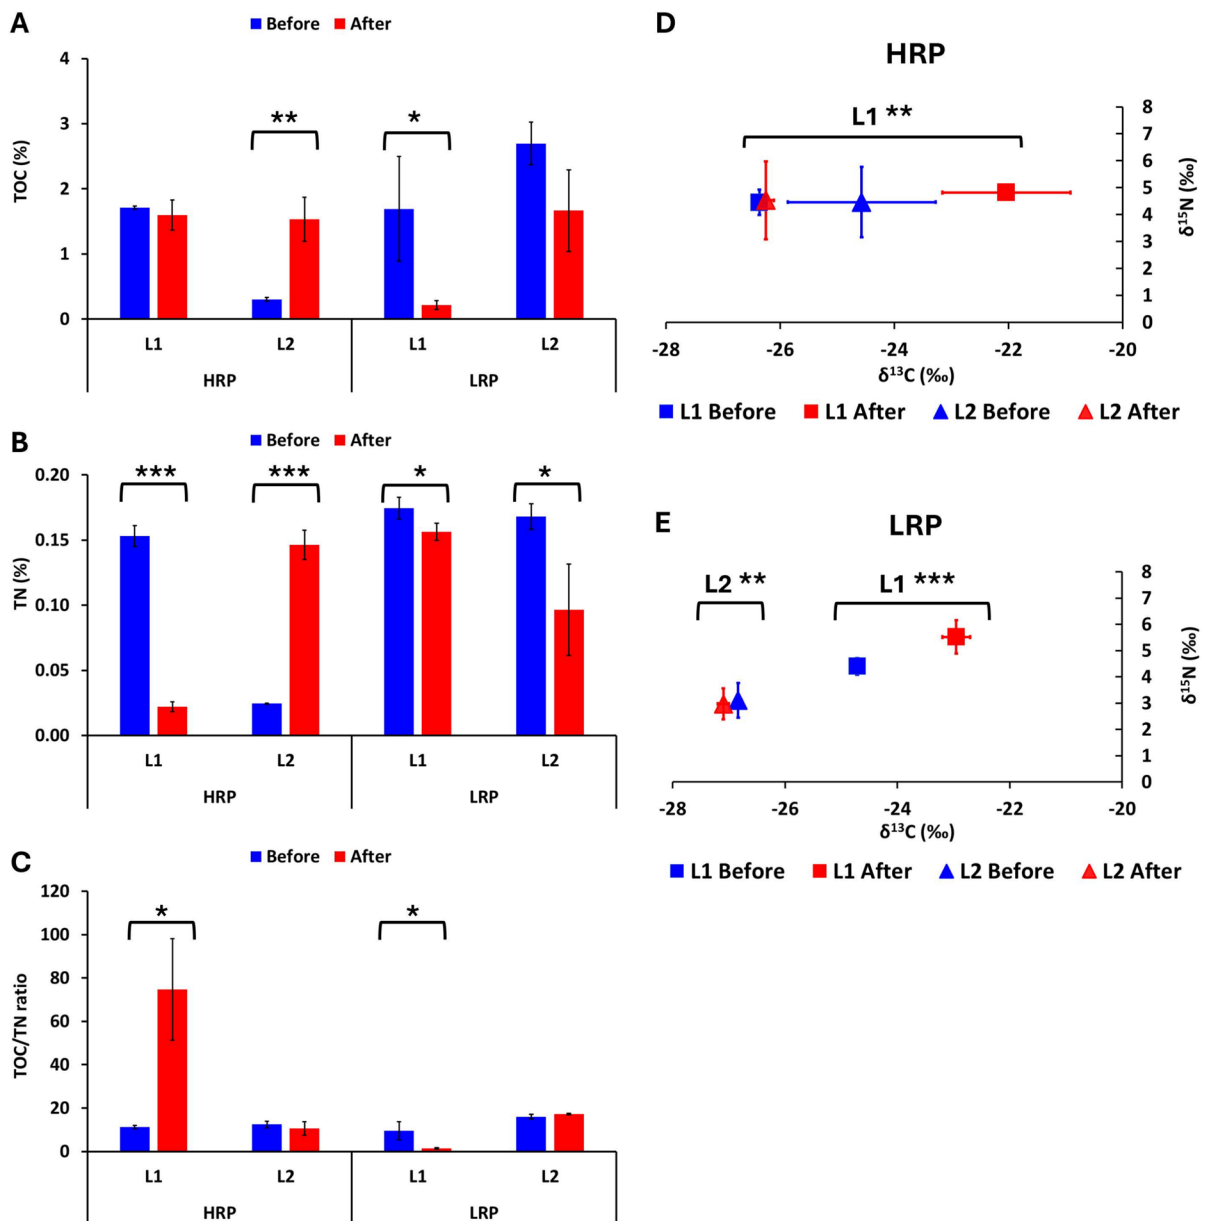 A
Before After
4
3
2
1
0
TOC (%)
** *
L1 L2 L1 L2
HRP LRP
B
Before After
0.20
0.15
0.10
0.05
0.00
TN (%)
*** *** * *
L1 L2 L1 L2
HRP LRP
C
Before After
120
100
80
60
40
20
0
TOC/TN ratio
* *
L1 L2 L1 L2
HRP LRP
D
HRP
L1 **
8
7
6
5
4
3
2
1
0
δ¹⁵N (‰)
-28 -26 -24 -22 -20
δ¹³C (‰)
L1 Before L1 After L2 Before L2 After
E
LRP
L2 ** L1 ***
8
7
6
5
4
3
2
1
0
δ¹⁵N (‰)
-28 -26 -24 -22 -20
δ¹³C (‰)
L1 Before L1 After L2 Before L2 After